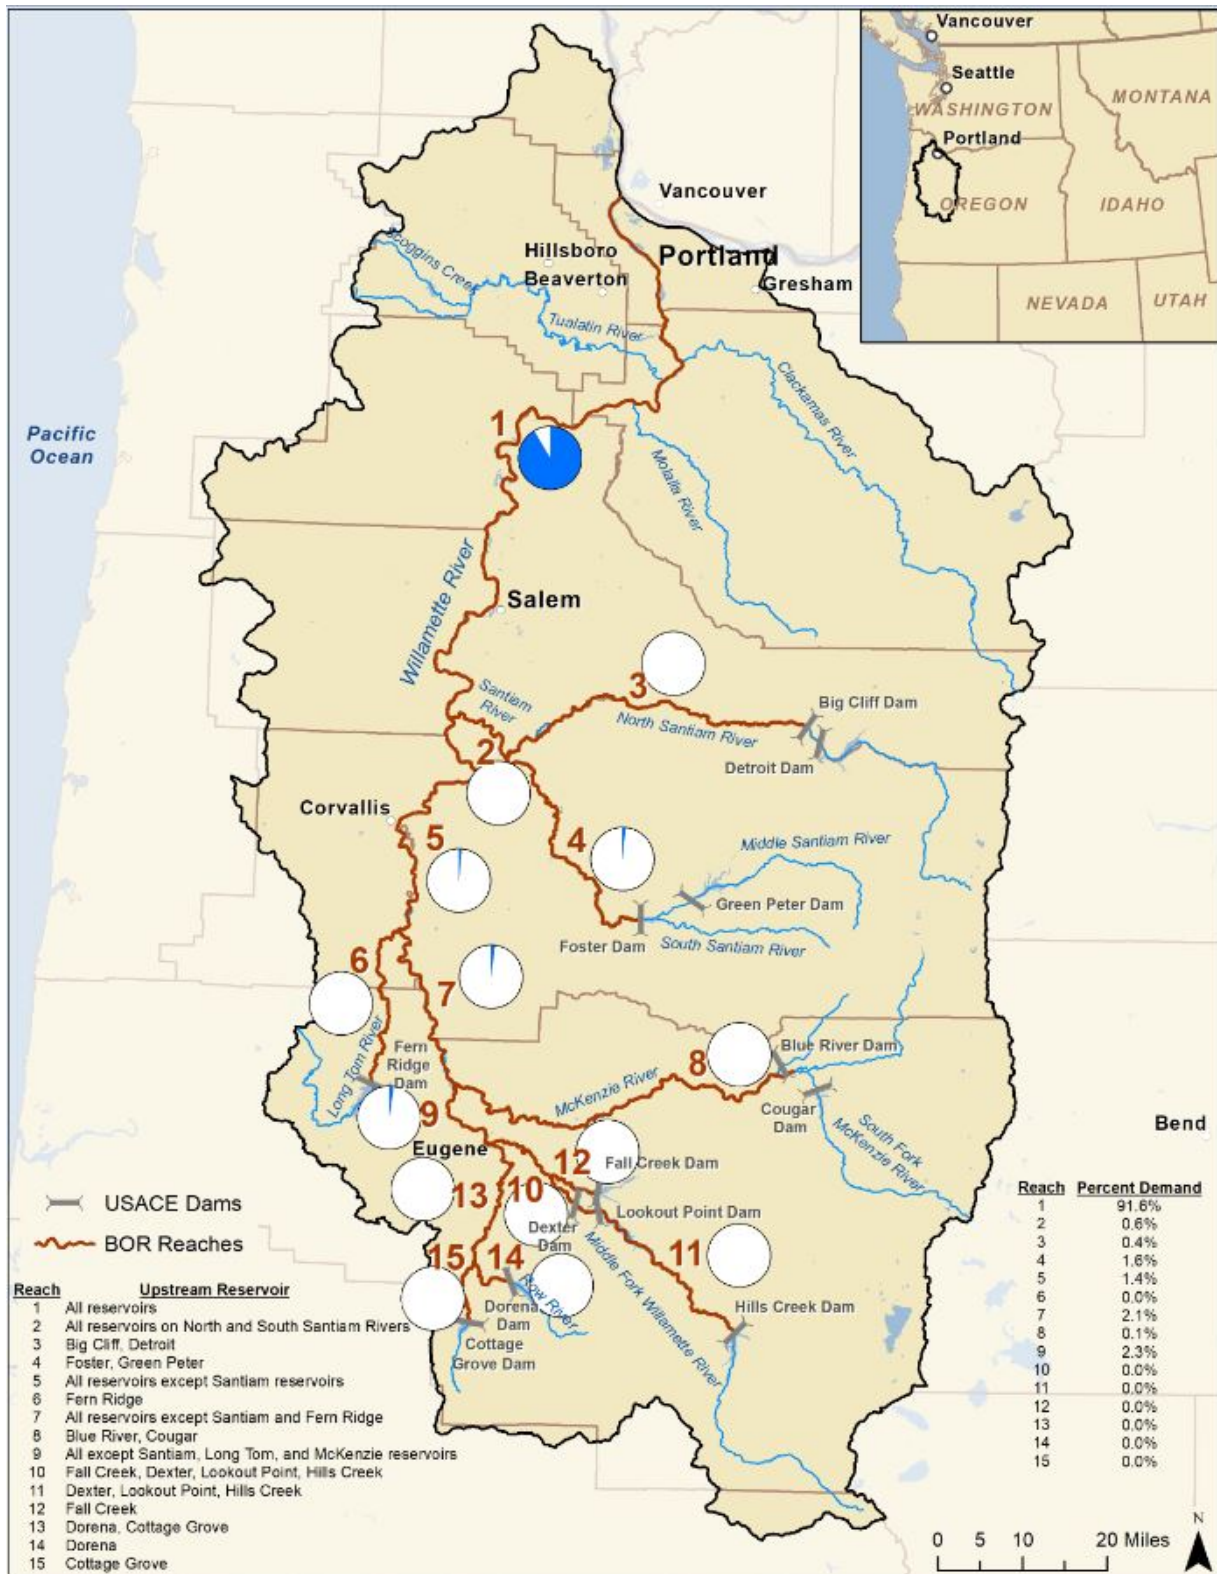 Vancouver
Seattle
WASHINGTON
MONTANA
Portland
OREGON
IDAHO
NEVADA
UTAH
Vancouver
Hillsboro
Portland
Beaverton
Gresham
Scoggins Creek
Tualatin River
Clackamas River
Pacific
Ocean
1
Molalla River
Willamette River
Salem
3
Santiam
River
North Santiam River
Big Cliff Dam
Detroit Dam
2
Corvallis
5
4
Middle Santiam River
Green Peter Dam
Foster Dam
South Santiam River
6
7
Long Tom River
Fern
Ridge
Dam
8
Blue River Dam
McKenzie River
Cougar
Dam
South Fork
McKenzie River
9
Eugene
Bend
12
Fall Creek Dam
13
10
Lookout Point Dam
Dexter
Dam
Middle Fork Willamette River
11
15
14
Row River
Dorena
Dam
Cottage
Grove Dam
Hills Creek Dam
USACE Dams
BOR Reaches
Reach Upstream Reservoir
1 All reservoirs
2 All reservoirs on North and South Santiam Rivers
3 Big Cliff, Detroit
4 Foster, Green Peter
5 All reservoirs except Santiam reservoirs
6 Fern Ridge
7 All reservoirs except Santiam and Fern Ridge
8 Blue River, Cougar
9 All except Santiam, Long Tom, and McKenzie reservoirs
10 Fall Creek, Dexter, Lookout Point, Hills Creek
11 Dexter, Lookout Point, Hills Creek
12 Fall Creek
13 Dorena, Cottage Grove
14 Dorena
15 Cottage Grove
Reach Percent Demand
1 91.6%
2 0.6%
3 0.4%
4 1.6%
5 1.4%
6 0.0%
7 2.1%
8 0.1%
9 2.3%
10 0.0%
11 0.0%
12 0.0%
13 0.0%
14 0.0%
15 0.0%
N
0 5 10 20 Miles